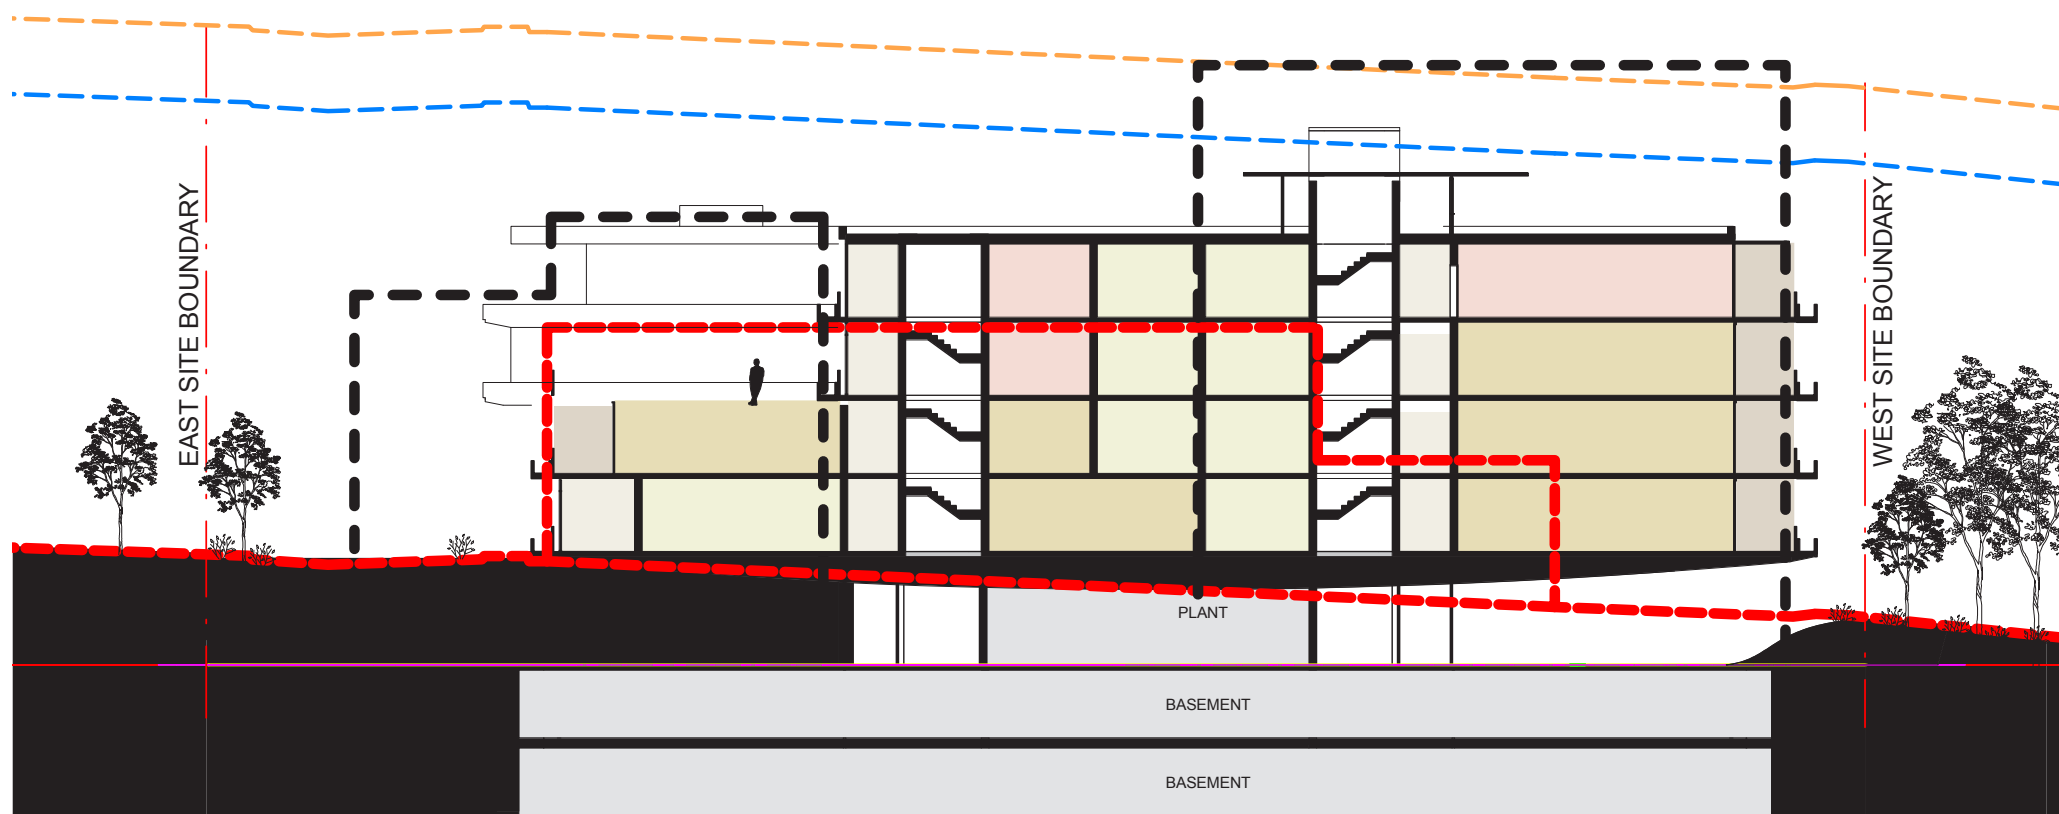 EAST SITE BOUNDARY
WEST SITE BOUNDARY
PLANT
BASEMENT
BASEMENT